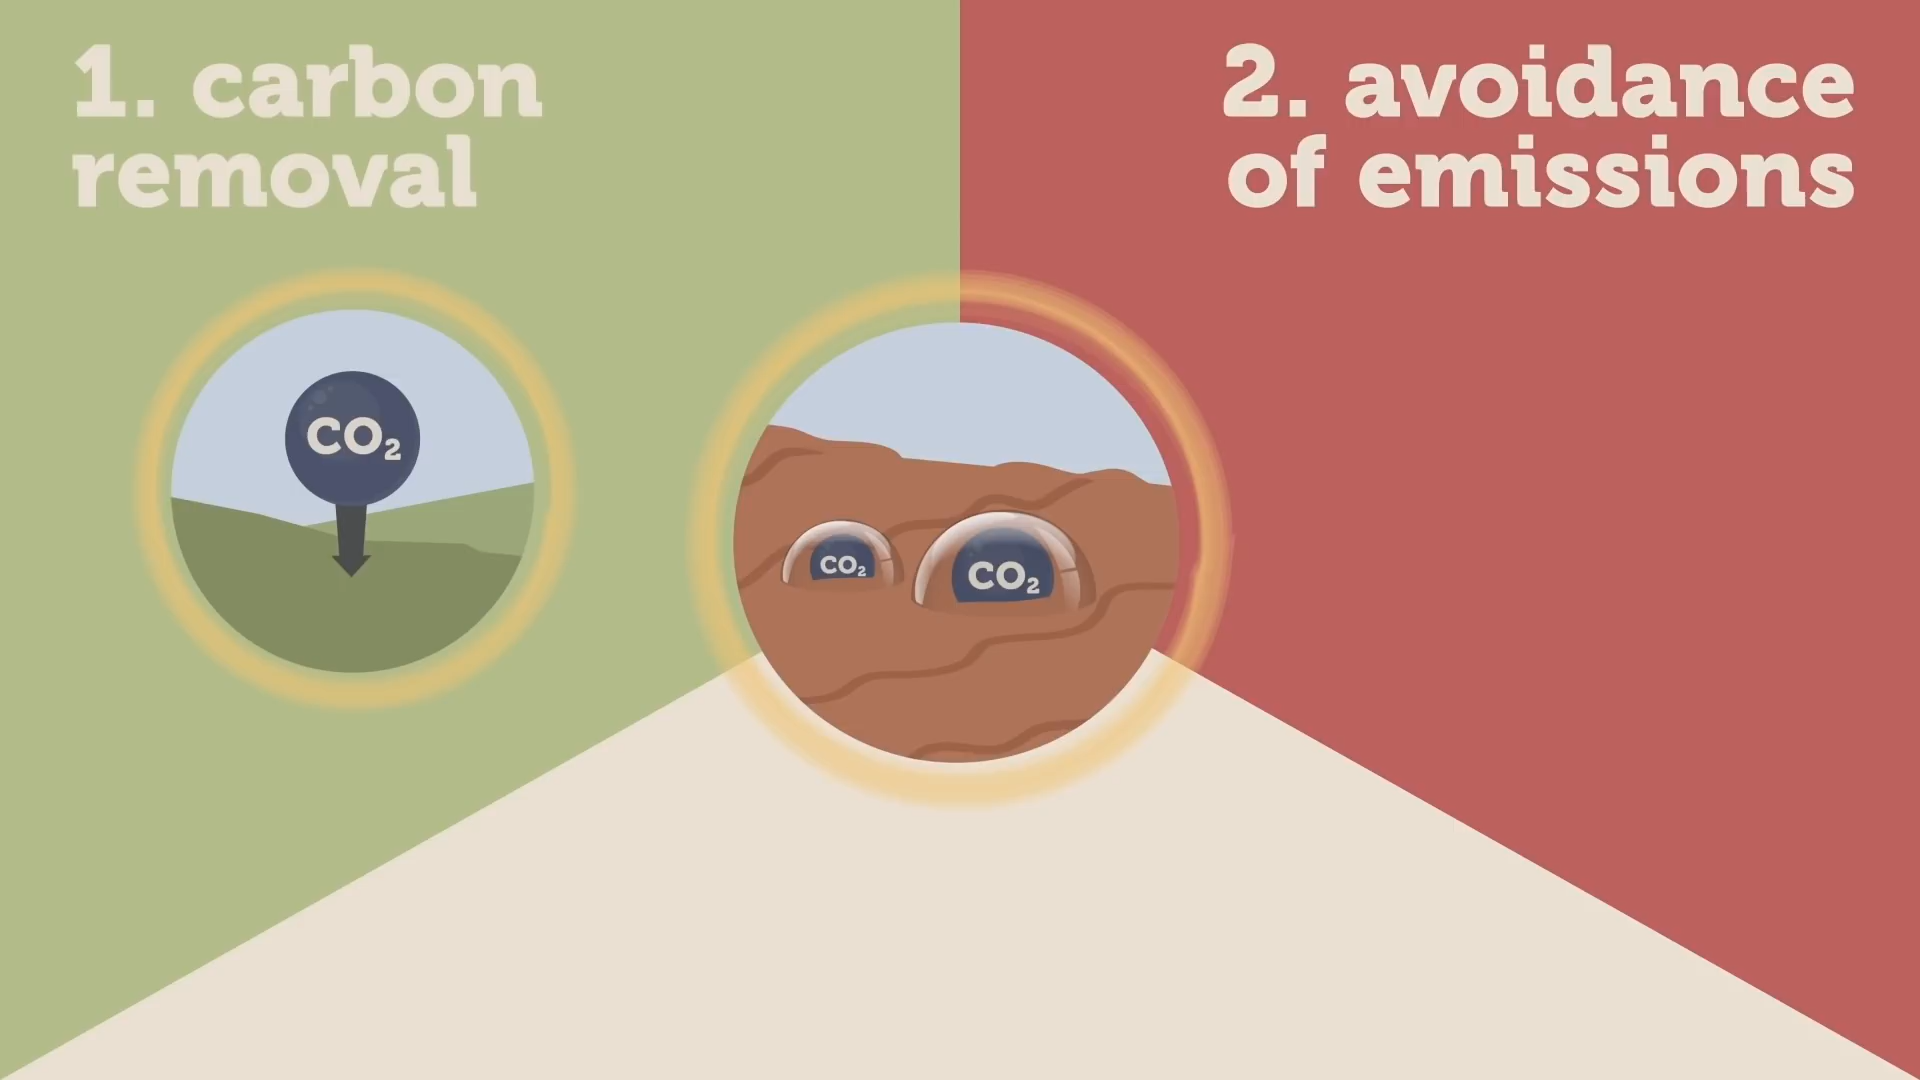 1. carbon
removal
2. avoidance
of emissions
CO₂
CO₂
CO₂